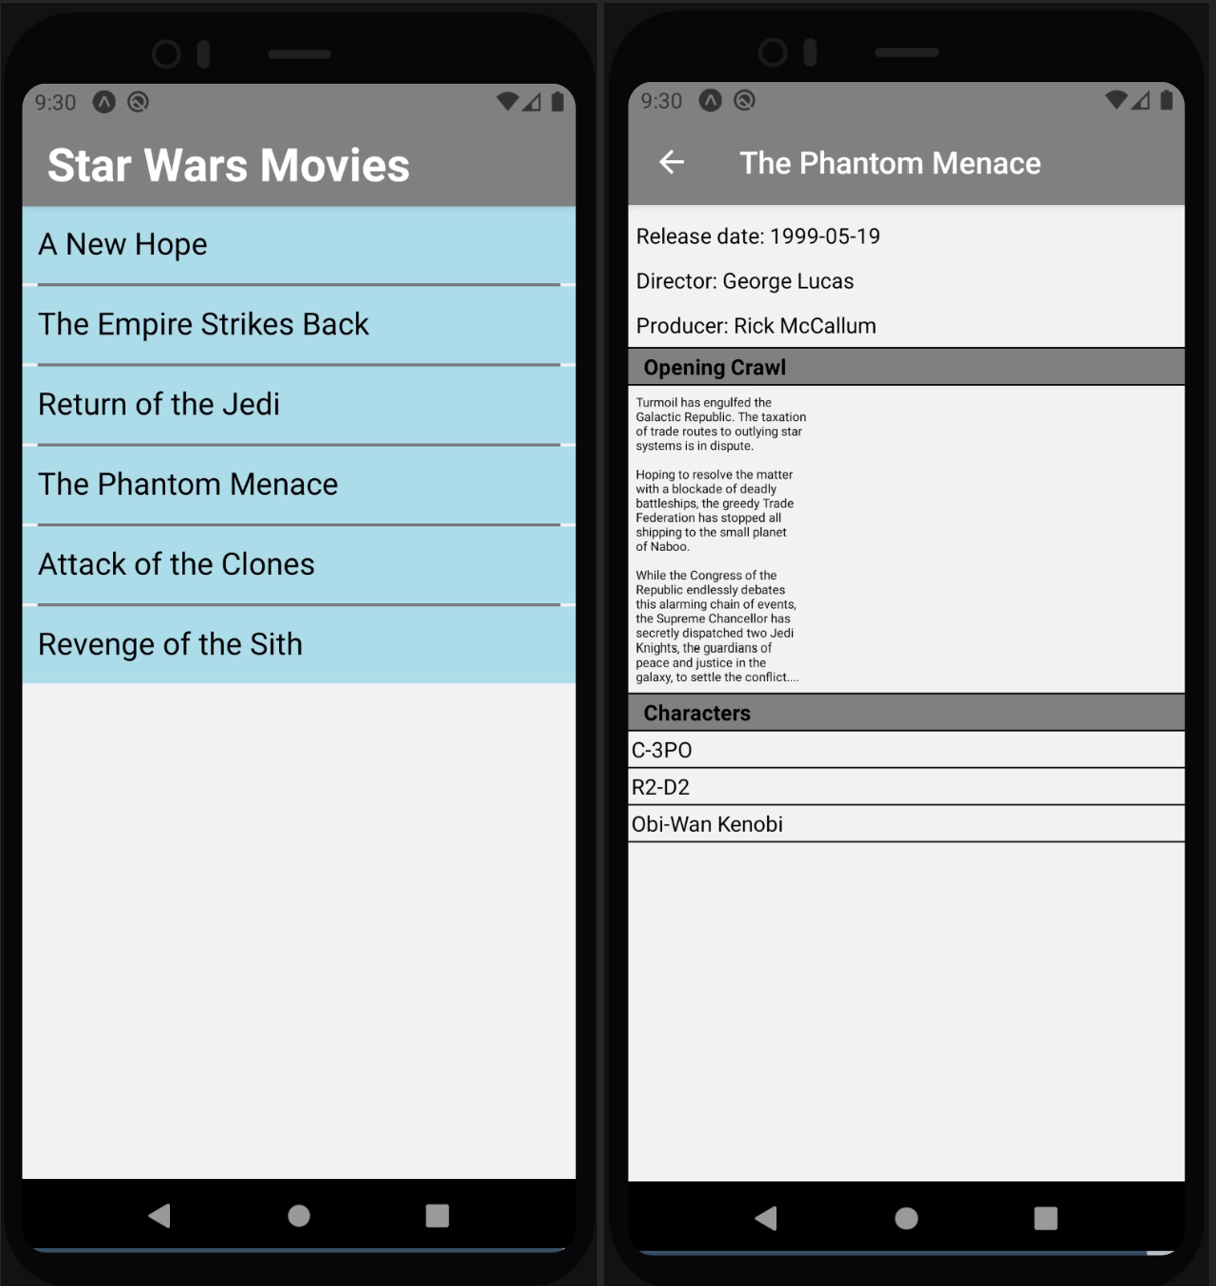 9:30
Star Wars Movies
A New Hope
The Empire Strikes Back
Return of the Jedi
The Phantom Menace
Attack of the Clones
Revenge of the Sith
9:30
The Phantom Menace
Release date: 1999-05-19
Director: George Lucas
Producer: Rick McCallum
Opening Crawl
Turmoil has engulfed the
Galactic Republic. The taxation
of trade routes to outlying star
systems is in dispute.
Hoping to resolve the matter
with a blockade of deadly
battleships, the greedy Trade
Federation has stopped all
shipping to the small planet
of Naboo.
While the Congress of the
Republic endlessly debates
this alarming chain of events,
the Supreme Chancellor has
secretly dispatched two Jedi
Knights, the guardians of
peace and justice in the
galaxy, to settle the conflict....
Characters
C-3PO
R2-D2
Obi-Wan Kenobi